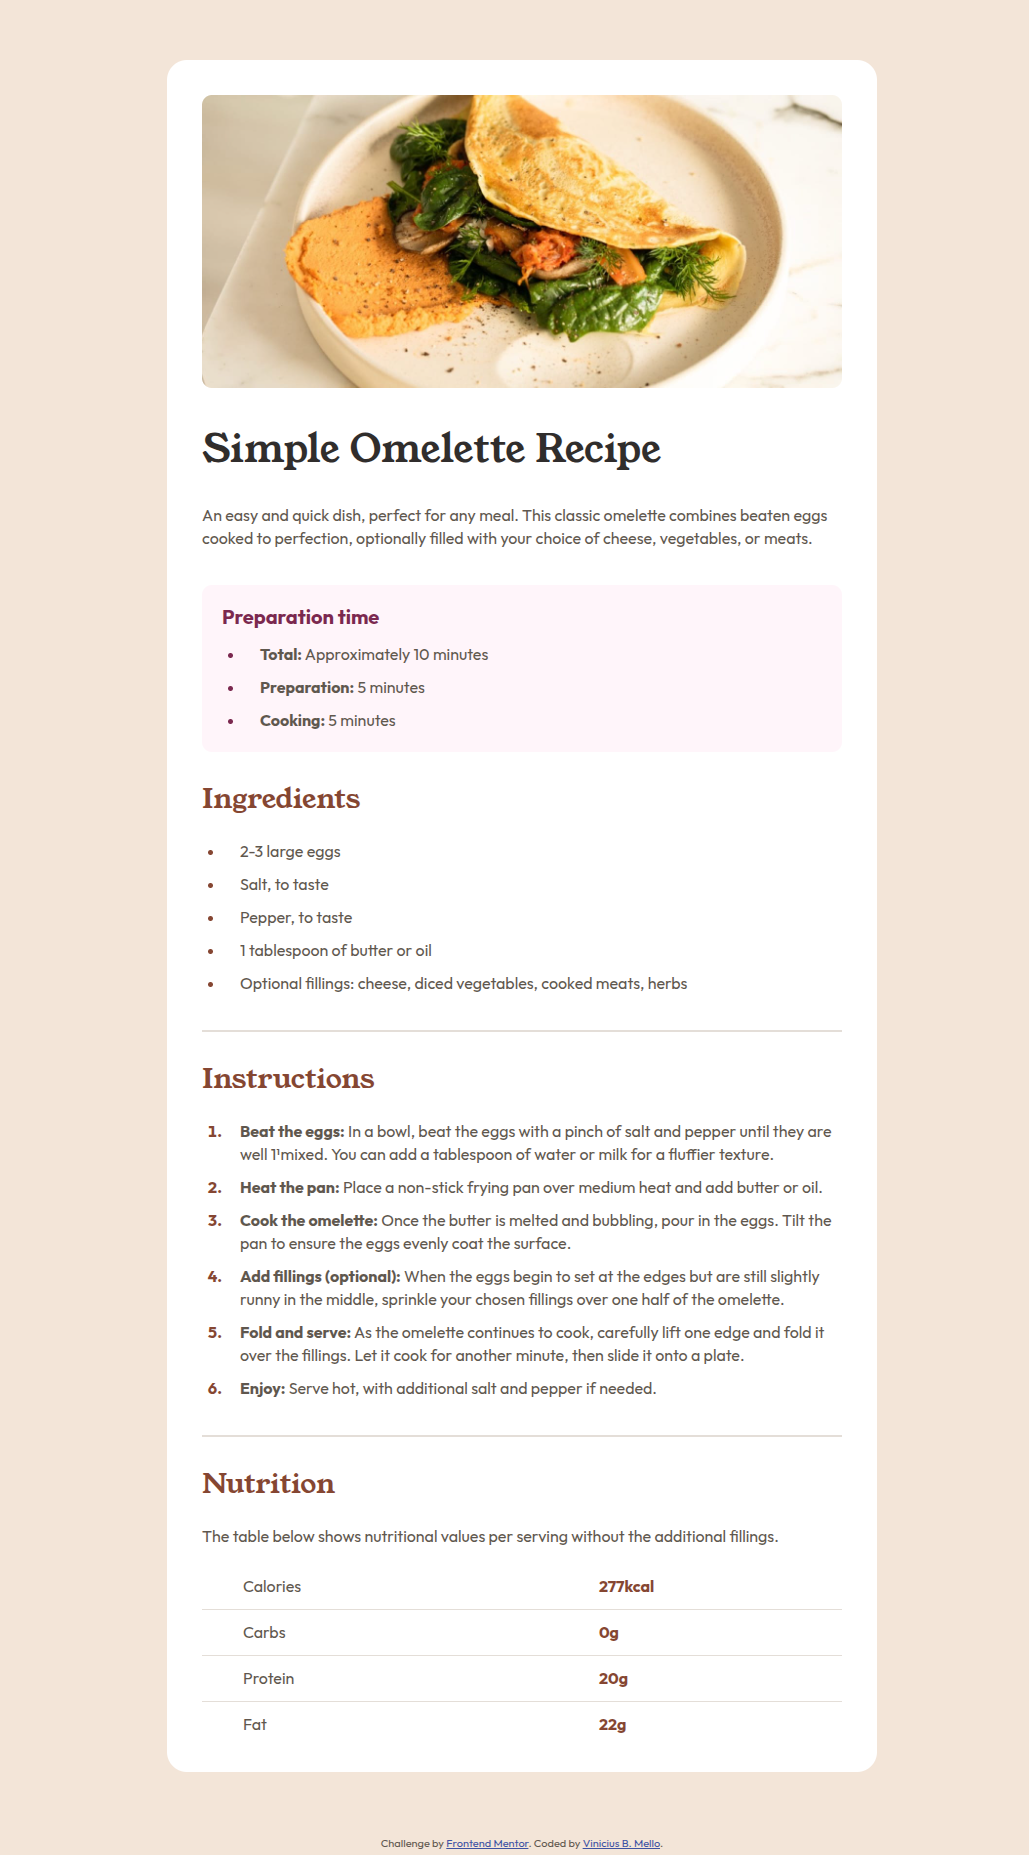 Simple Omelette Recipe
An easy and quick dish, perfect for any meal. This classic omelette combines beaten eggs
cooked to perfection, optionally filled with your choice of cheese, vegetables, or meats.
Preparation time
• Total: Approximately 10 minutes
• Preparation: 5 minutes
• Cooking: 5 minutes
Ingredients
• 2-3 large eggs
• Salt, to taste
• Pepper, to taste
• 1 tablespoon of butter or oil
• Optional fillings: cheese, diced vegetables, cooked meats, herbs
Instructions
1. Beat the eggs: In a bowl, beat the eggs with a pinch of salt and pepper until they are
well 1'mixed. You can add a tablespoon of water or milk for a fluffier texture.
2. Heat the pan: Place a non-stick frying pan over medium heat and add butter or oil.
3. Cook the omelette: Once the butter is melted and bubbling, pour in the eggs. Tilt the
pan to ensure the eggs evenly coat the surface.
4. Add fillings (optional): When the eggs begin to set at the edges but are still slightly
runny in the middle, sprinkle your chosen fillings over one half of the omelette.
5. Fold and serve: As the omelette continues to cook, carefully lift one edge and fold it
over the fillings. Let it cook for another minute, then slide it onto a plate.
6. Enjoy: Serve hot, with additional salt and pepper if needed.
Nutrition
The table below shows nutritional values per serving without the additional fillings.
Calories 277kcal
Carbs 0g
Protein 20g
Fat 22g
Challenge by Frontend Mentor. Coded by Vinicius B. Mello.